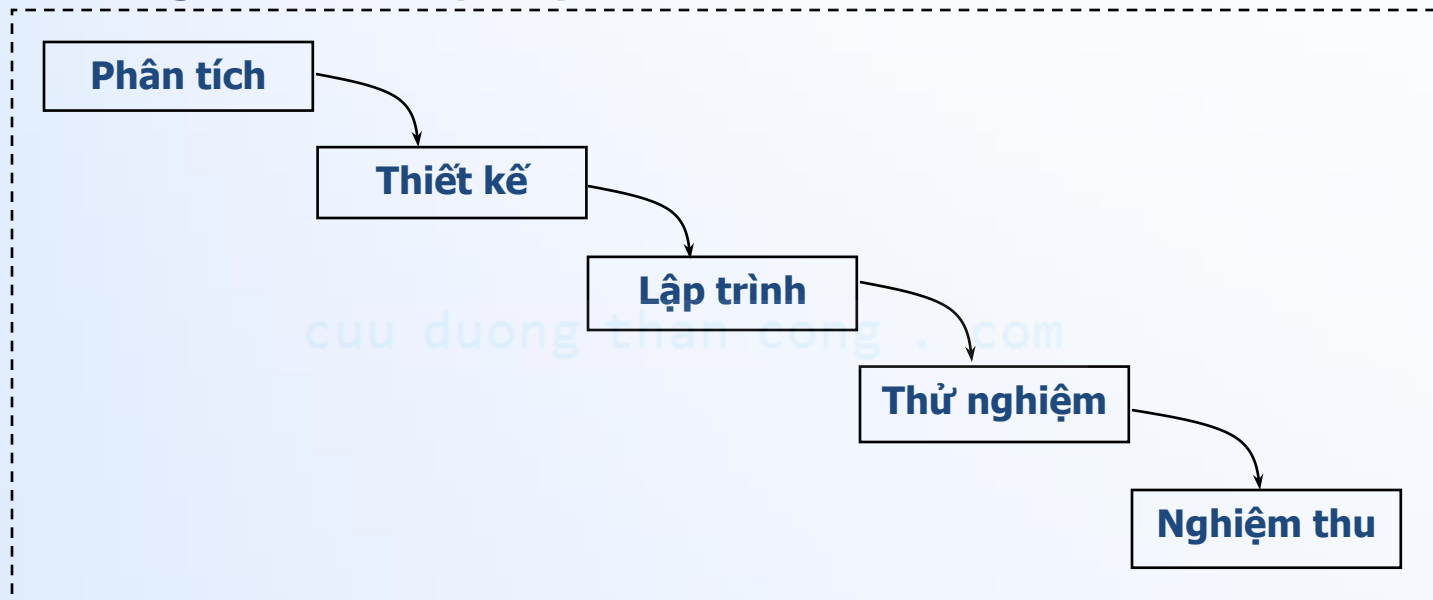 Phân tích
Thiết kế
Lập trình
cuu duong than cong . com
Thử nghiệm
Nghiệm thu